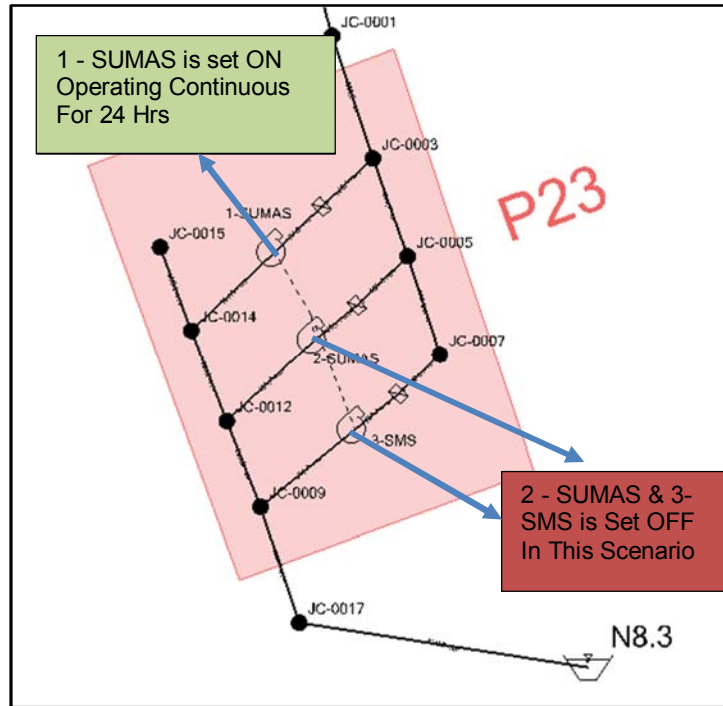 JC-0001
1 - SUMAS is set ON
Operating Continuous
For 24 Hrs
JC-0003
P23
1-SUMAS
JC-0015
JC-0005
JC-0014
2-SUMAS
JC-0007
JC-0012
3-SMS
JC-0009
2 - SUMAS & 3-
SMS is Set OFF
In This Scenario
JC-0017
N8.3